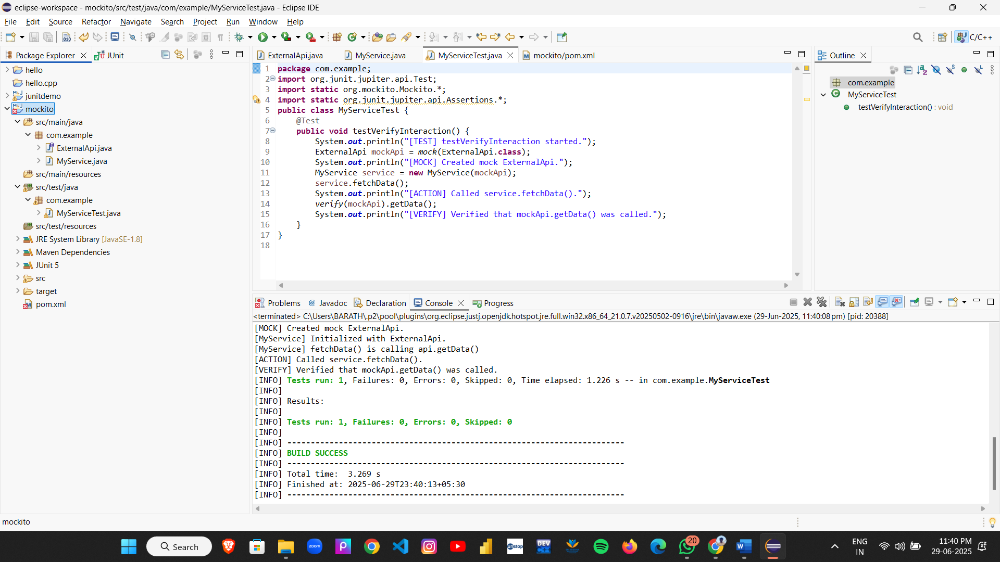 eclipse-workspace - mockito/src/test/java/com/example/MyServiceTest.java - Eclipse IDE
File Edit Source Refactor Navigate Search Project Run Window Help
C/C++
Package Explorer
JUnit
hello
hello.cpp
junitdemo
mockito
src/main/java
com.example
ExternalApi.java
MyService.java
src/main/resources
src/test/java
com.example
MyServiceTest.java
src/test/resources
JRE System Library [JavaSE-1.8]
Maven Dependencies
JUnit 5
src
target
pom.xml
ExternalApi.java MyService.java MyServiceTest.java mockito/pom.xml
1 package com.example;
2 import org.junit.jupiter.api.Test;
3 import static org.mockito.Mockito.*;
4 import static org.junit.jupiter.api.Assertions.*;
5 public class MyServiceTest {
6 @Test
7 public void testVerifyInteraction() {
8 System.out.println("[TEST] testVerifyInteraction started.");
9 ExternalApi mockApi = mock(ExternalApi.class);
10 System.out.println("[MOCK] Created mock ExternalApi.");
11 MyService service = new MyService(mockApi);
12 service.fetchData();
13 System.out.println("[ACTION] Called service.fetchData().");
14 verify(mockApi).getData();
15 System.out.println("[VERIFY] Verified that mockApi.getData() was called.");
16 }
17 }
18
Outline
com.example
MyServiceTest
testVerifyInteraction() : void
Problems @ Javadoc Declaration Console Progress
<terminated> C:\Users\BARATH\.p2\pool\plugins\org.eclipse.justj.openjdk.hotspot.jre.full.win32.x86_64_21.0.7.v20250502-0916\jre\bin\javaw.exe (29-Jun-2025, 11:40:08 pm) [pid: 20388]
[MOCK] Created mock ExternalApi.
[MyService] Initialized with ExternalApi.
[MyService] fetchData() is calling api.getData()
[ACTION] Called service.fetchData().
[VERIFY] Verified that mockApi.getData() was called.
[INFO] Tests run: 1, Failures: 0, Errors: 0, Skipped: 0, Time elapsed: 1.226 s -- in com.example.MyServiceTest
[INFO]
[INFO] Results:
[INFO]
[INFO] Tests run: 1, Failures: 0, Errors: 0, Skipped: 0
[INFO]
[INFO] ------------------------------------------------------------------------
[INFO] BUILD SUCCESS
[INFO] ------------------------------------------------------------------------
[INFO] Total time:  3.269 s
[INFO] Finished at: 2025-06-29T23:40:13+05:30
[INFO] ------------------------------------------------------------------------
mockito
Search
zoom
unstop
DEV
20
ENG
IN
11:40 PM
29-06-2025